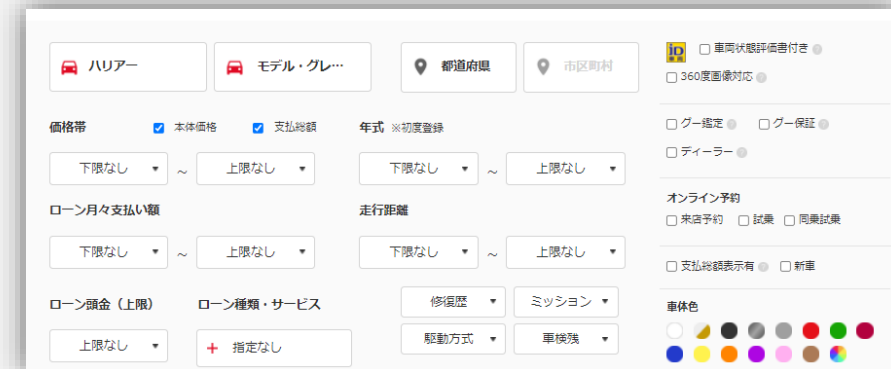 ハリアー
モデル・グレ…
都道府県
市区町村
価格帯 本体価格 支払総額
下限なし ～ 上限なし
年式 ※初度登録
下限なし ～ 上限なし
ローン月々支払い額
下限なし ～ 上限なし
走行距離
下限なし ～ 上限なし
ローン頭金（上限）
上限なし
ローン種類・サービス
+ 指定なし
修復歴
ミッション
駆動方式
車検残
iD 車両
車両状態評価書付き ?
360度画像対応 ?
グー鑑定 ? グー保証 ?
ディーラー ?
オンライン予約
来店予約 試乗 同乗試乗
支払総額表示有 ? 新車
車体色